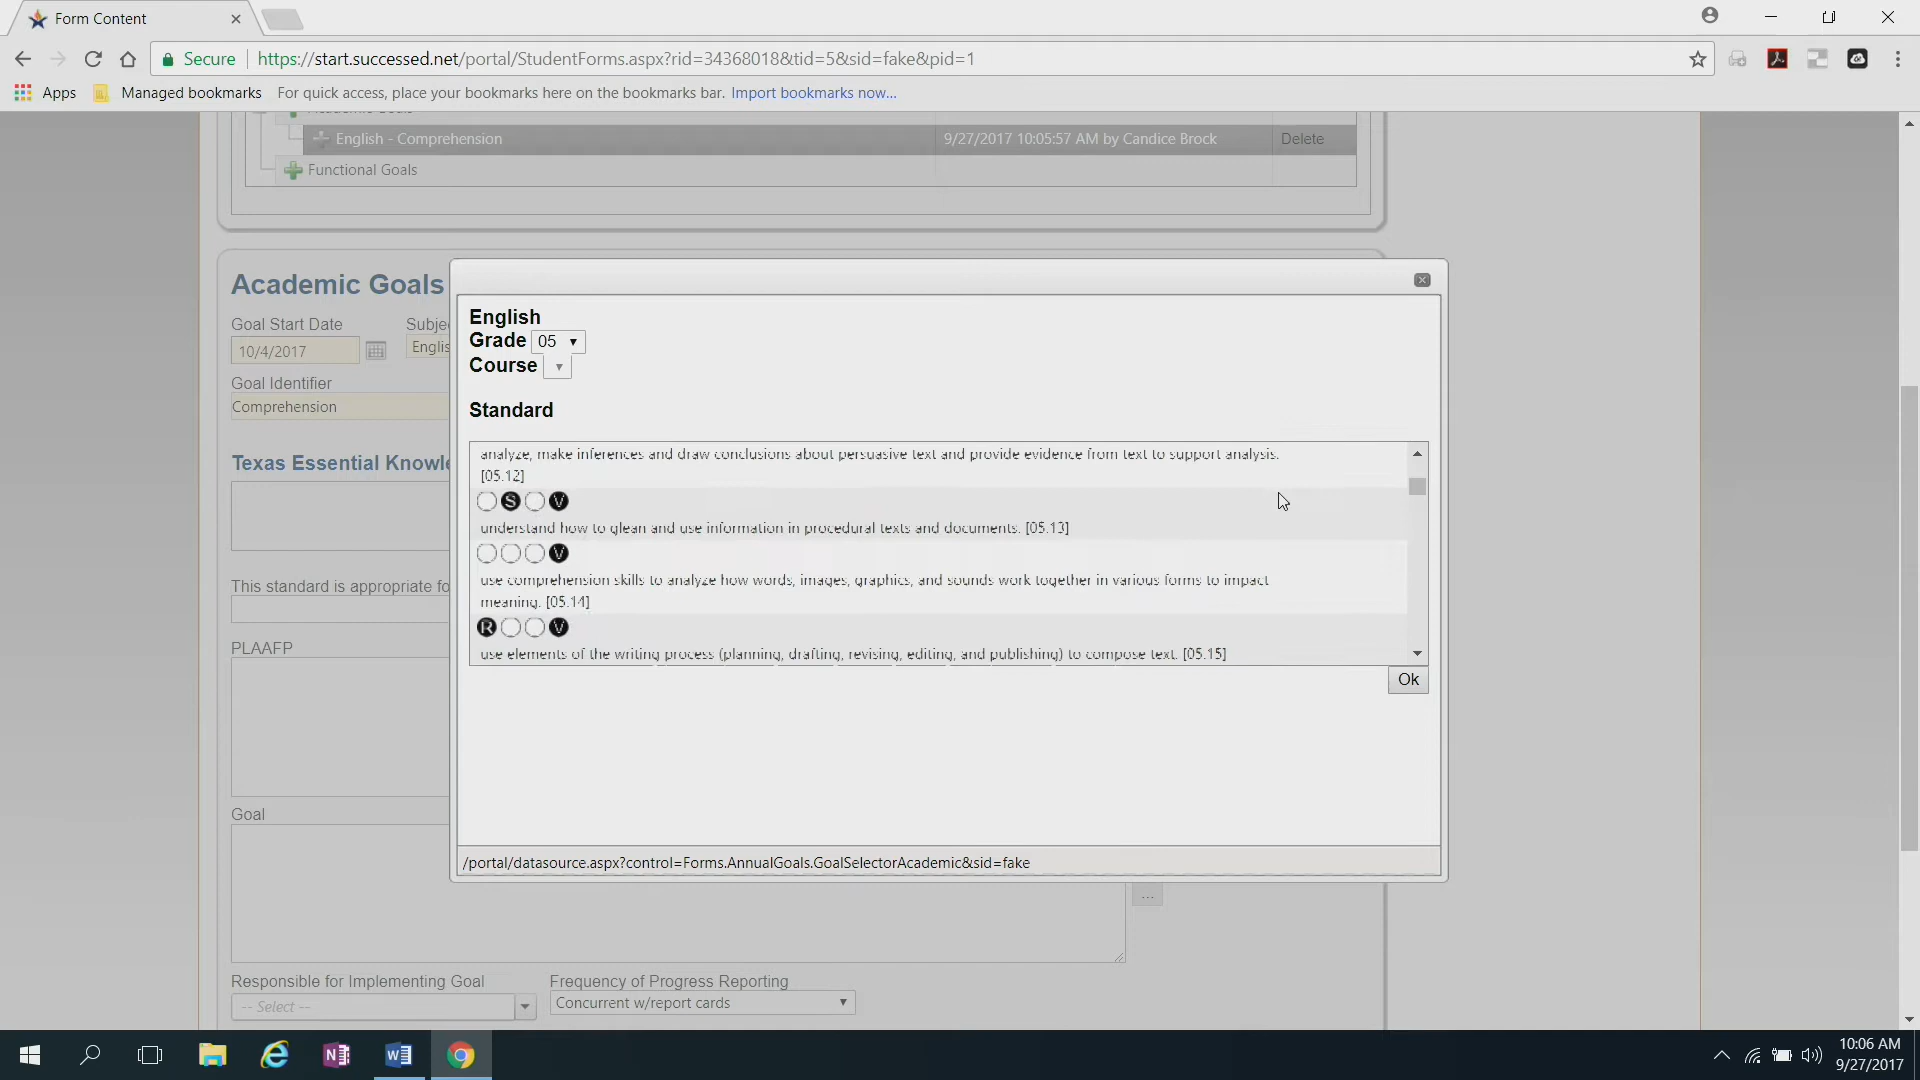 Form Content
Secure
https://start.successed.net/portal/StudentForms.aspx?rid=34368018&tid=5&sid=fake&pid=1
Apps
Managed bookmarks
For quick access, place your bookmarks here on the bookmarks bar.
Import bookmarks now...
English - Comprehension
9/27/2017 10:05:57 AM by Candice Brock
Delete
Functional Goals
Academic Goals
Goal Start Date
10/4/2017
Goal Identifier
Comprehension
This standard is appropriate
PLAAFP
Goal
English
Grade 05
Course
Standard
analyze, make inferences and draw conclusions about persuasive text and provide evidence from text to support analysis.
[05.12]
S V
understand how to glean and use information in procedural texts and documents. [05.13]
V
use comprehension skills to analyze how words, images, graphics, and sounds work together in various forms to impact
meaning. [05.14]
R V
use elements of the writing process (planning, drafting, revising, editing, and publishing) to compose text. [05.15]
Ok
/portal/datasource.aspx?control=Forms.AnnualGoals.GoalSelectorAcademic&sid=fake
...
Responsible for Implementing Goal
-- Select --
Frequency of Progress Reporting
Concurrent w/report cards
10:06 AM
9/27/2017